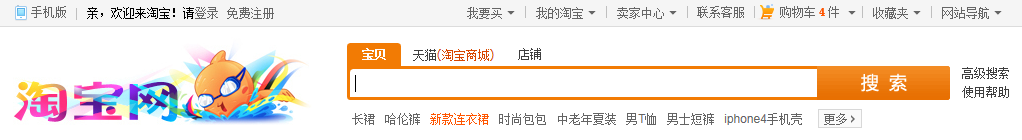 手机版 亲，欢迎来淘宝！请登录 免费注册 我要买 我的淘宝 卖家中心 联系客服 购物车 4 件 收藏夹 网站导航
淘宝网
宝贝 天猫(淘宝商城) 店铺
搜索
高级搜索
使用帮助
长裙 哈伦裤 新款连衣裙 时尚包包 中老年夏装 男T恤 男士短裤 iphone4手机壳 更多